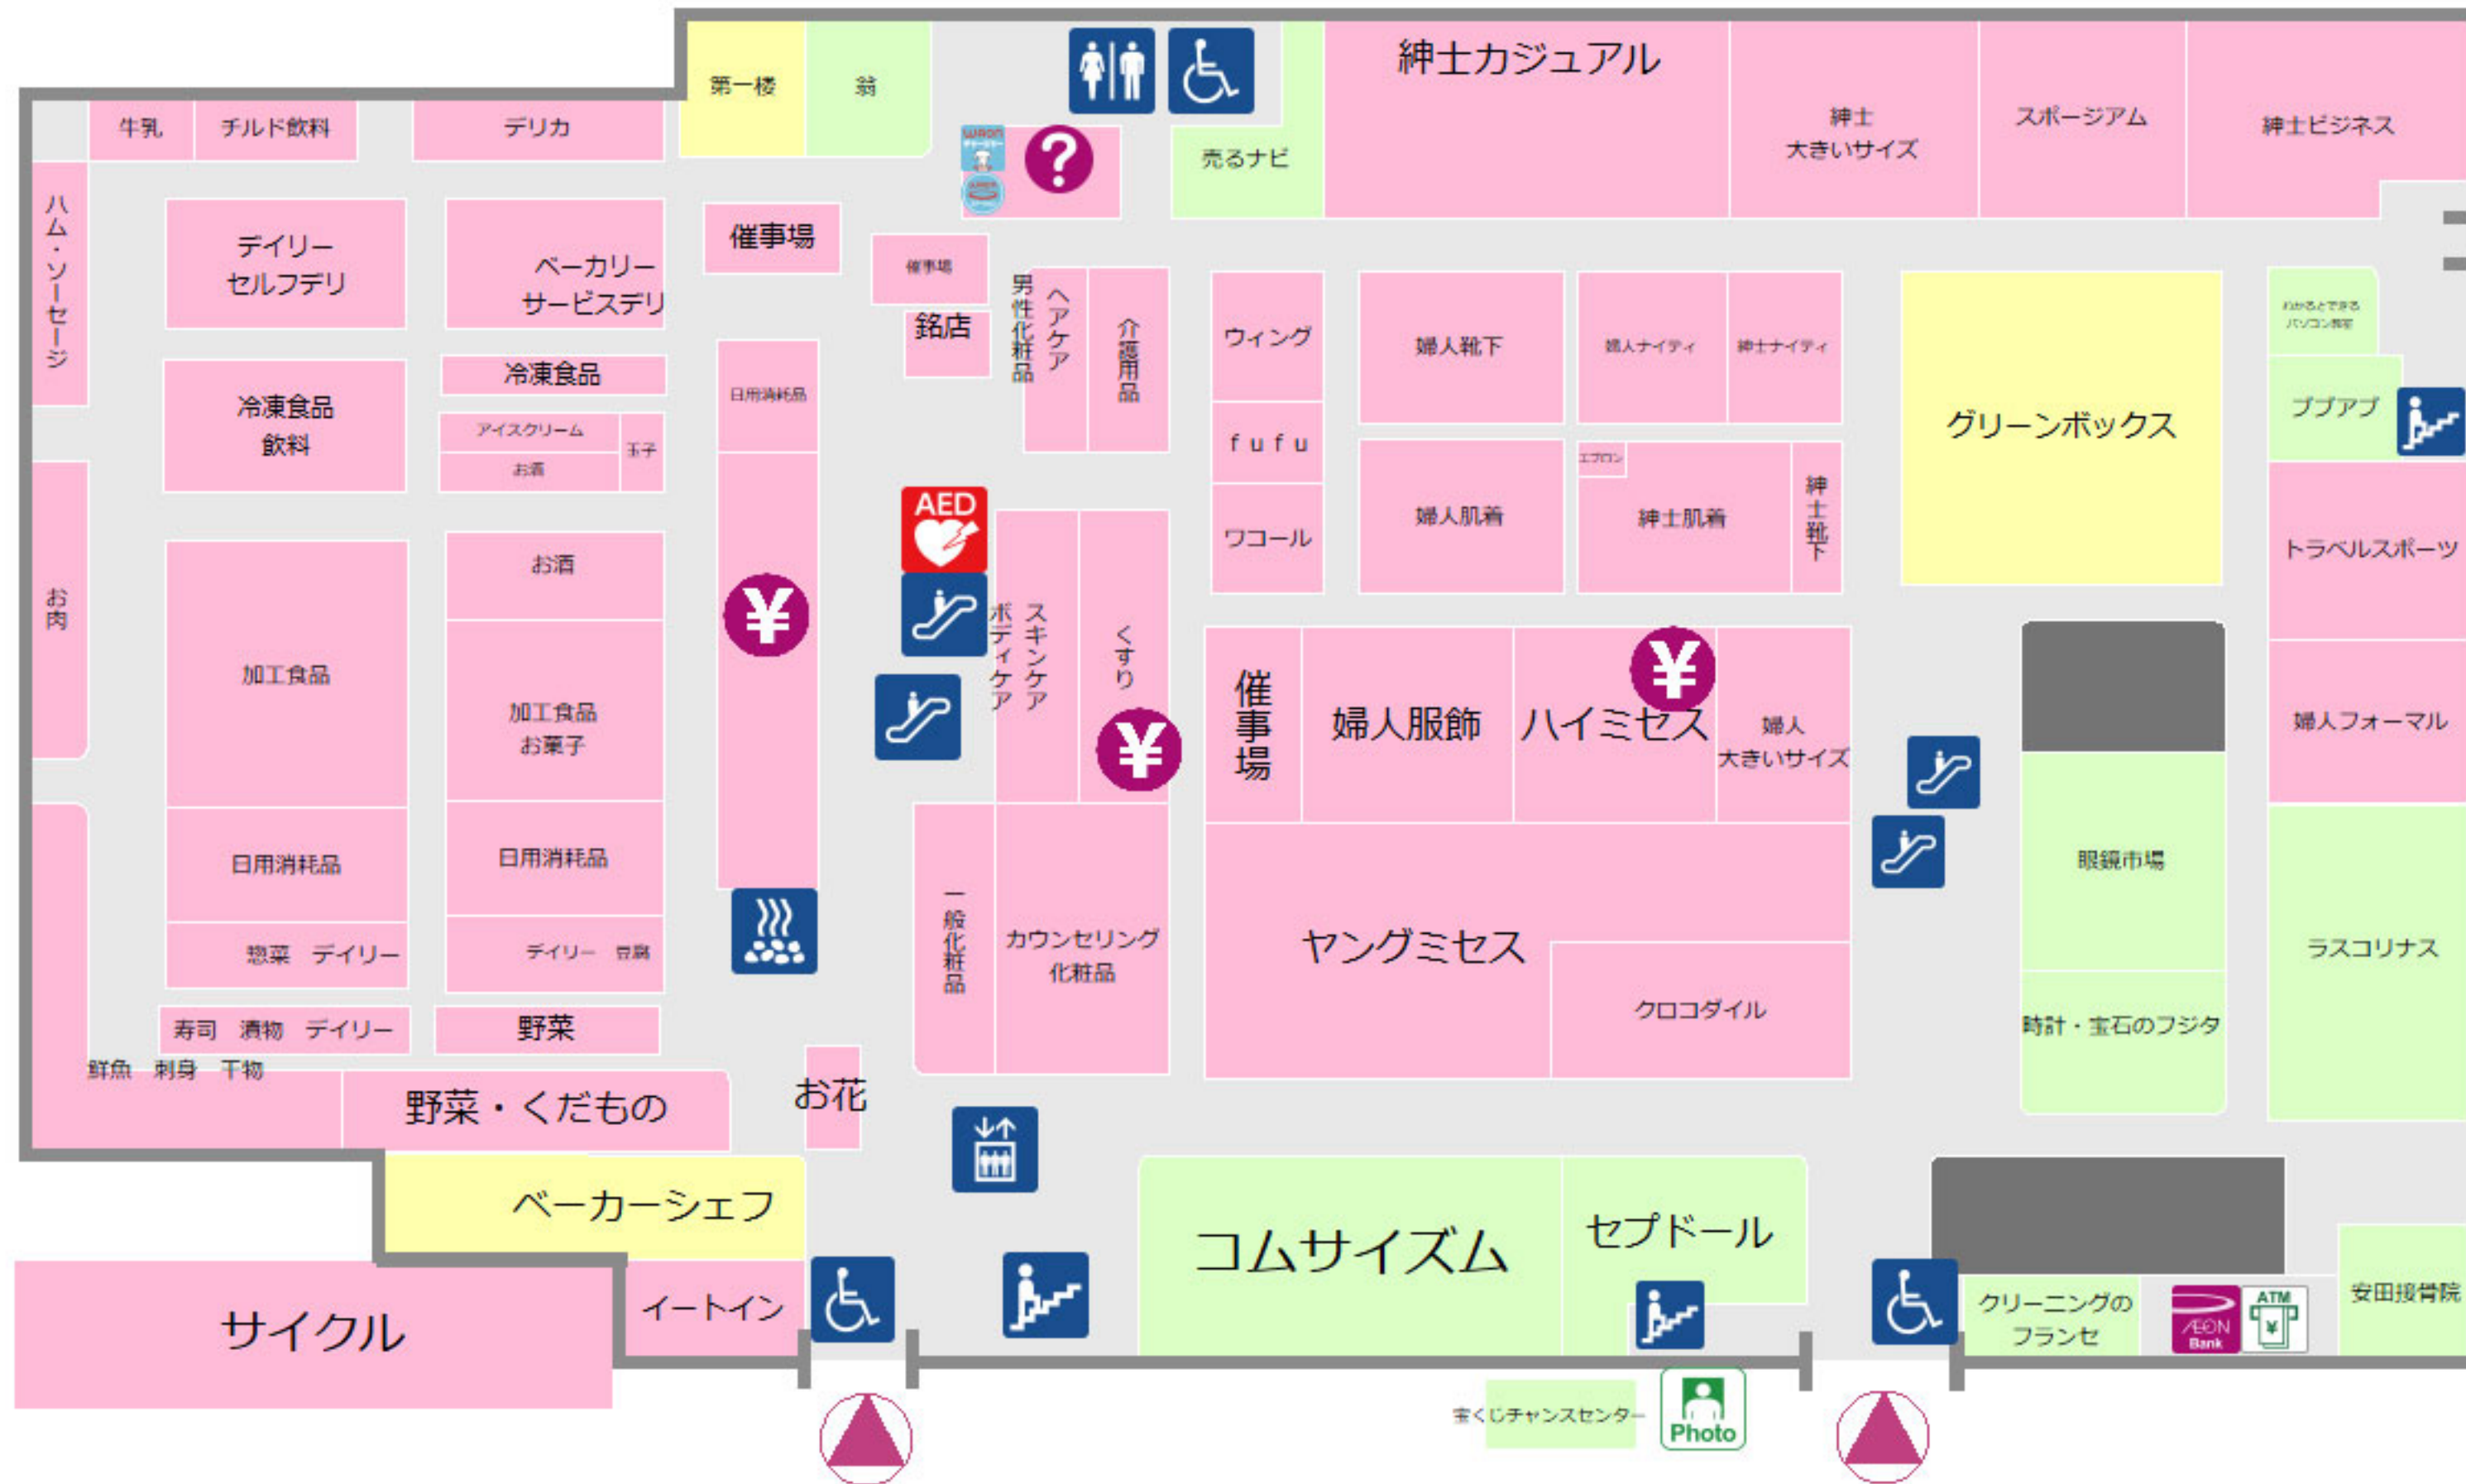 紳士カジュアル
第一楼
翁
紳士
大きいサイズ
スポージアム
紳士ビジネス
牛乳
チルド飲料
デリカ
WAON
?
売るナビ
ハム・ソーセージ
デイリー
セルフデリ
ベーカリー
サービスデリ
催事場
催事場
銘店
男性化粧品
ヘアケア
介護用品
ウィング
婦人靴下
婦人ナイティ
紳士ナイティ
わかるとできる
パソコン教室
ププアプ
グリーンボックス
冷凍食品
飲料
冷凍食品
アイスクリーム
お酒
玉子
日用消耗品
fufu
エプロン
婦人肌着
紳士肌着
紳士靴下
ワコール
AED
トラベルスポーツ
お肉
お酒
¥
スキンケア
ボディケア
くすり
¥
加工食品
加工食品
お菓子
催事場
婦人服飾
ハイミセス
¥
婦人
大きいサイズ
婦人フォーマル
日用消耗品
日用消耗品
眼鏡市場
一般化粧品
カウンセリング
化粧品
ヤングミセス
クロコダイル
ラスコリナス
惣菜 デイリー
デイリー 豆腐
寿司 漬物 デイリー
野菜
時計・宝石のフジタ
鮮魚 刺身 干物
野菜・くだもの
お花
ベーカーシェフ
コムサイズム
セプドール
サイクル
イートイン
クリーニングの
フランセ
AEON
Bank
ATM
¥
安田接骨院
宝くじチャンスセンター
Photo